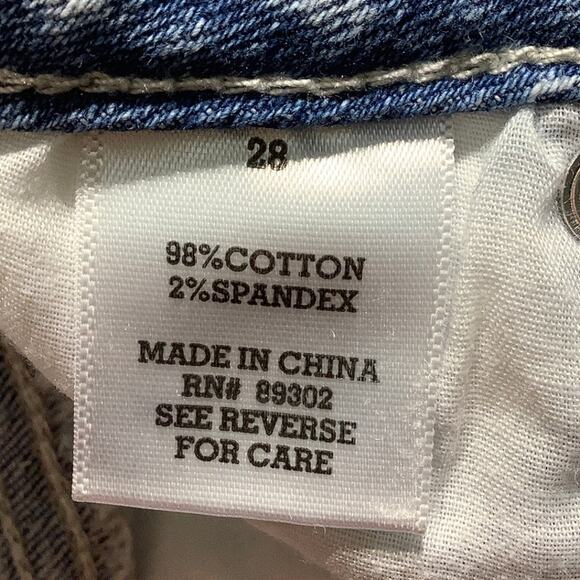 28
98%COTTON
2%SPANDEX
MADE IN CHINA
RN# 89302
SEE REVERSE
FOR CARE